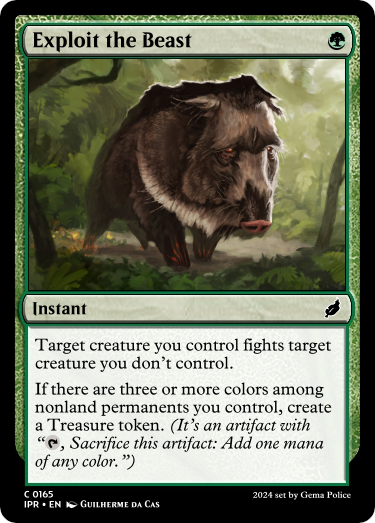 Exploit the Beast
Instant
Target creature you control fights target
creature you don’t control.
If there are three or more colors among
nonland permanents you control, create
a Treasure token. (It’s an artifact with
“, Sacrifice this artifact: Add one mana
of any color.”)
C 0165
IPR • EN GUILHERME DA CAS
2024 set by Gema Police